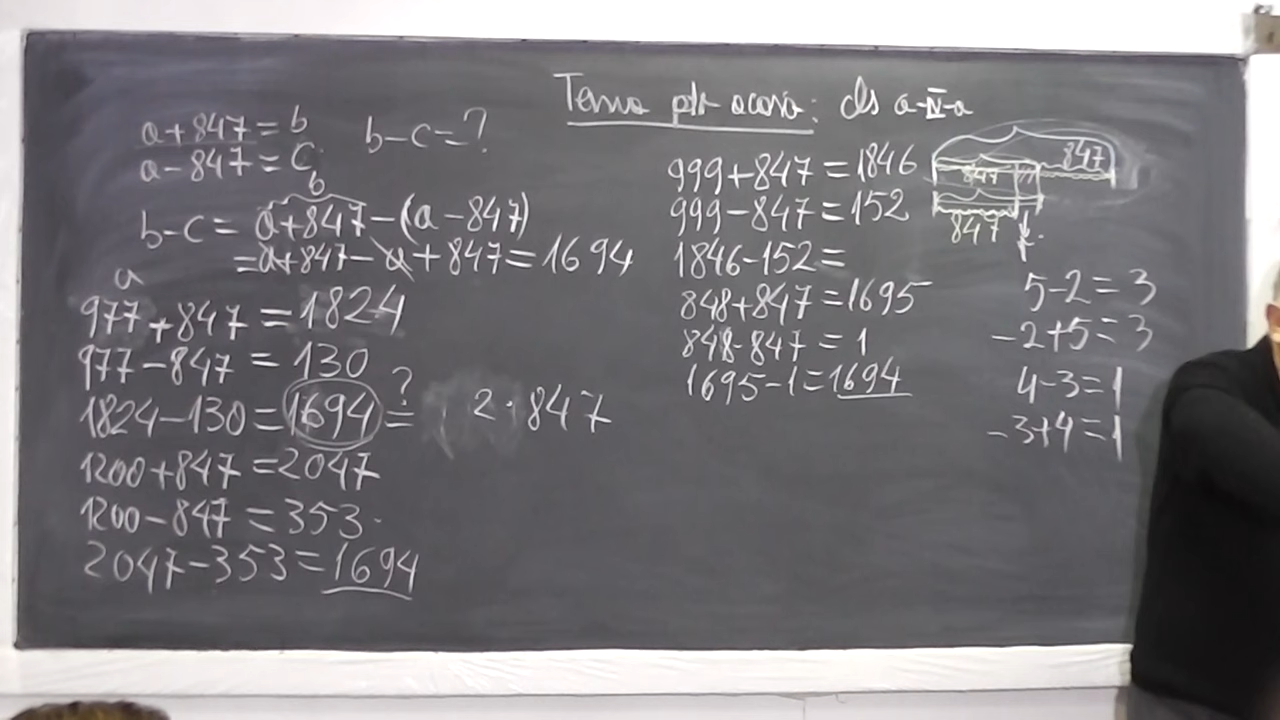 Tema ptr acasă: cls a-IV-a
a+847=b
a-847=c
b-c=?
b
b-c= a+847-(a-847)
=a+847-a+847=1694
a
977+847=1824
977-847=130
1824-130=1694= ? 2·847
1200+847=2047
1200-847=353
2047-353=1694
999+847=1846
999-847=152
1846-152=
848+847=1695
848-847=1
1695-1=1694
847
847
847
5-2=3
-2+5=3
4-3=1
-3+4=1